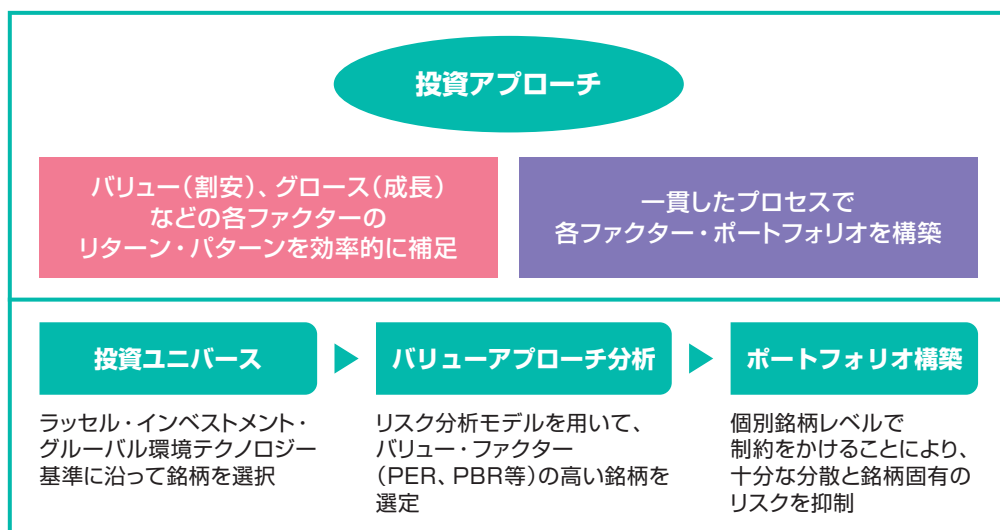 投資アプローチ
バリュー（割安）、グロース（成長）
などの各ファクターの
リターン・パターンを効率的に補足
一貫したプロセスで
各ファクター・ポートフォリオを構築
投資ユニバース
ラッセル・インベストメント・
グルーバル環境テクノロジー
基準に沿って銘柄を選択
バリューアプローチ分析
リスク分析モデルを用いて、
バリュー・ファクター
（PER、PBR等）の高い銘柄を
選定
ポートフォリオ構築
個別銘柄レベルで
制約をかけることにより、
十分な分散と銘柄固有の
リスクを抑制